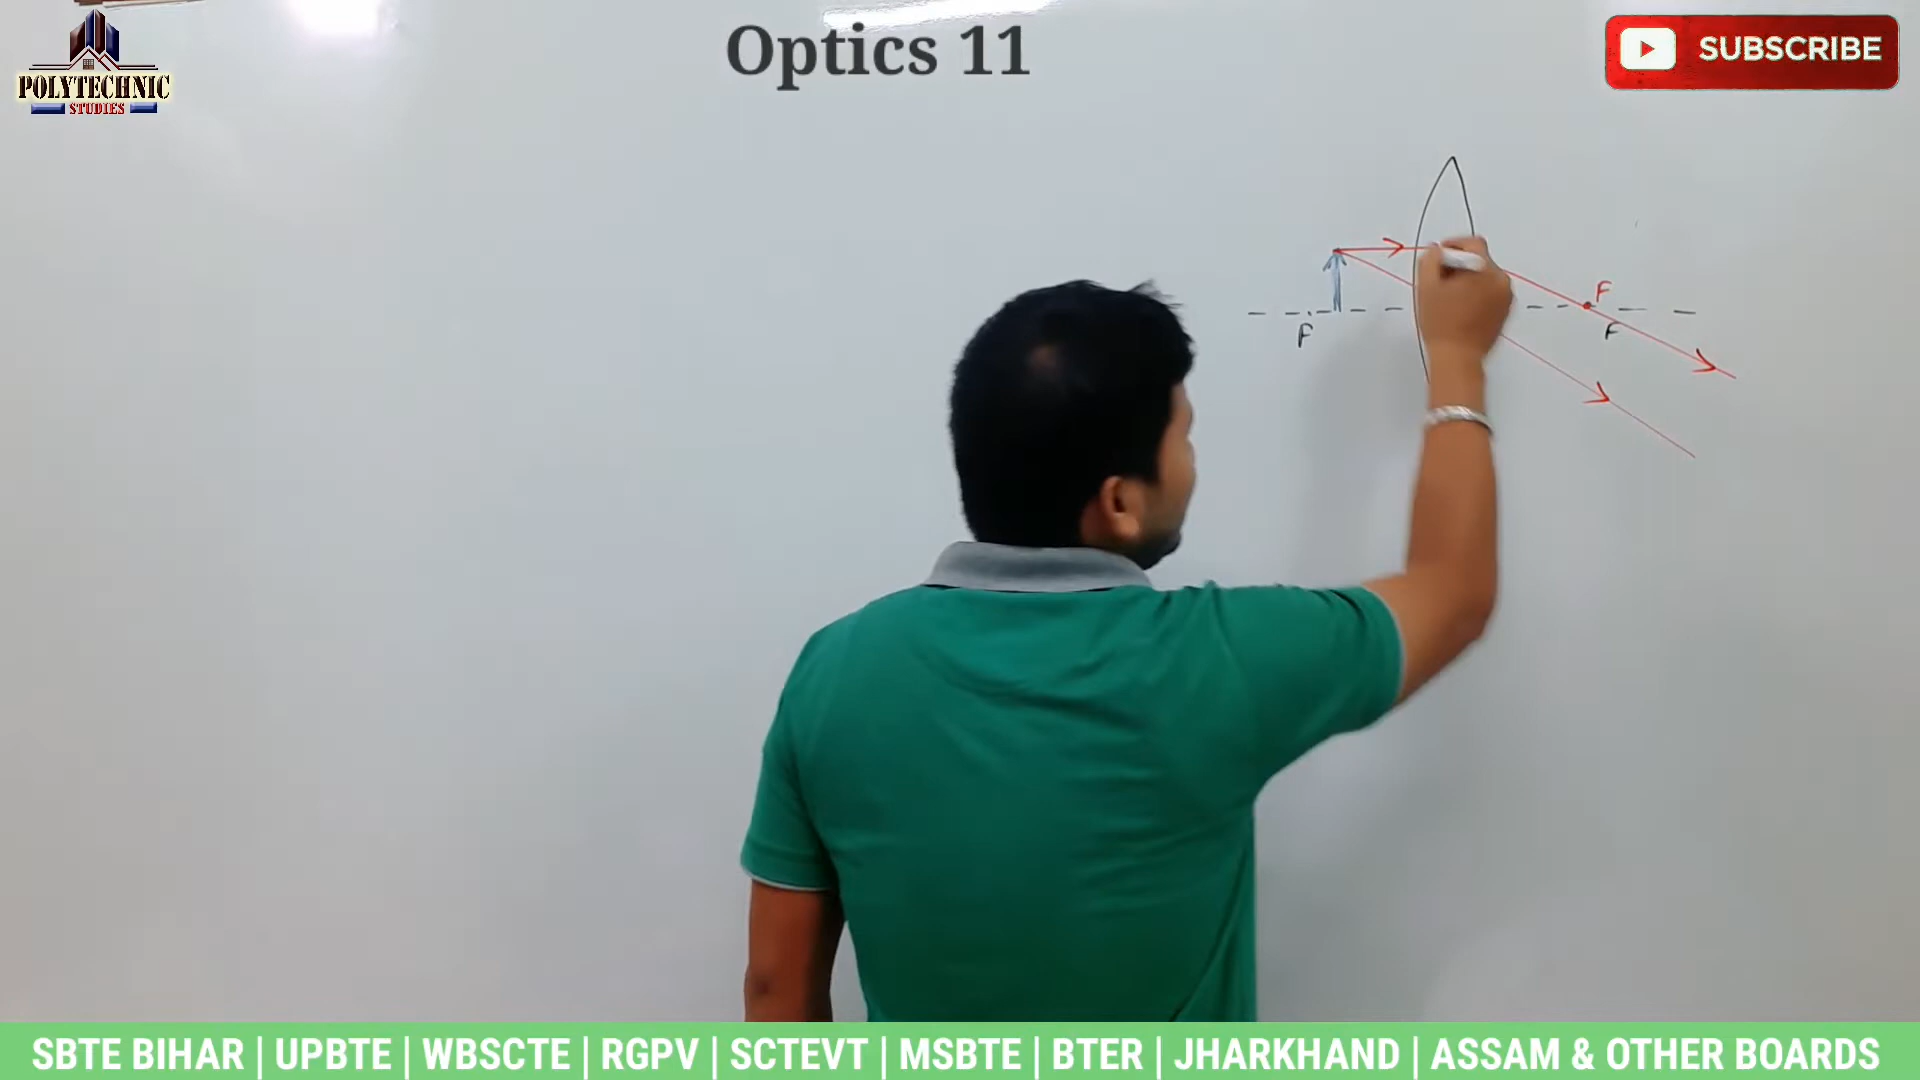 POLYTECHNIC
STUDIES
Optics 11
SUBSCRIBE
F
F
F
SBTE BIHAR | UPBTE | WBSCTE | RGPV | SCTEVT | MSBTE | BTER | JHARKHAND | ASSAM & OTHER BOARDS